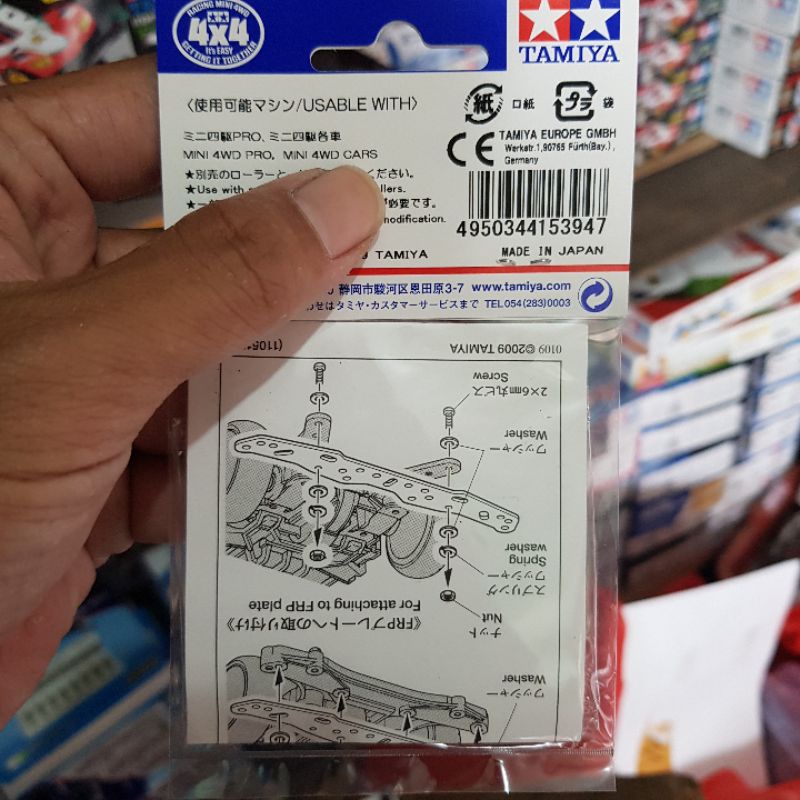 RACING MINI 4WD
4x4
It's EASY
GETTING IT TOGETHER
TAMIYA
〈使用可能マシン/USABLE WITH〉
ミニ四駆PRO、ミニ四駆各車
MINI 4WD PRO, MINI 4WD CARS
★別売のローラーと ください。
★Use with llers.
必要です。
modification.
紙 口紙
プラ 袋
CE
TAMIYA EUROPE GMBH
Werkstr.1,90765 Fürth(Bay.),
Germany
4950344153947
TAMIYA
MADE IN JAPAN
静岡市駿河区恩田原3-7 www.tamiya.com
わせはタミヤ・カスタマーサービスまで TEL054(283)0003
0109 ©2009 TAMIYA
2×6mm丸ビス
Screw
ワッシャー
Washer
スプリング
ワッシャー
Spring
washer
ナット
Nut
《FRPプレートへの取り付け》
For attaching to FRP plate
ワッシャー
Washer